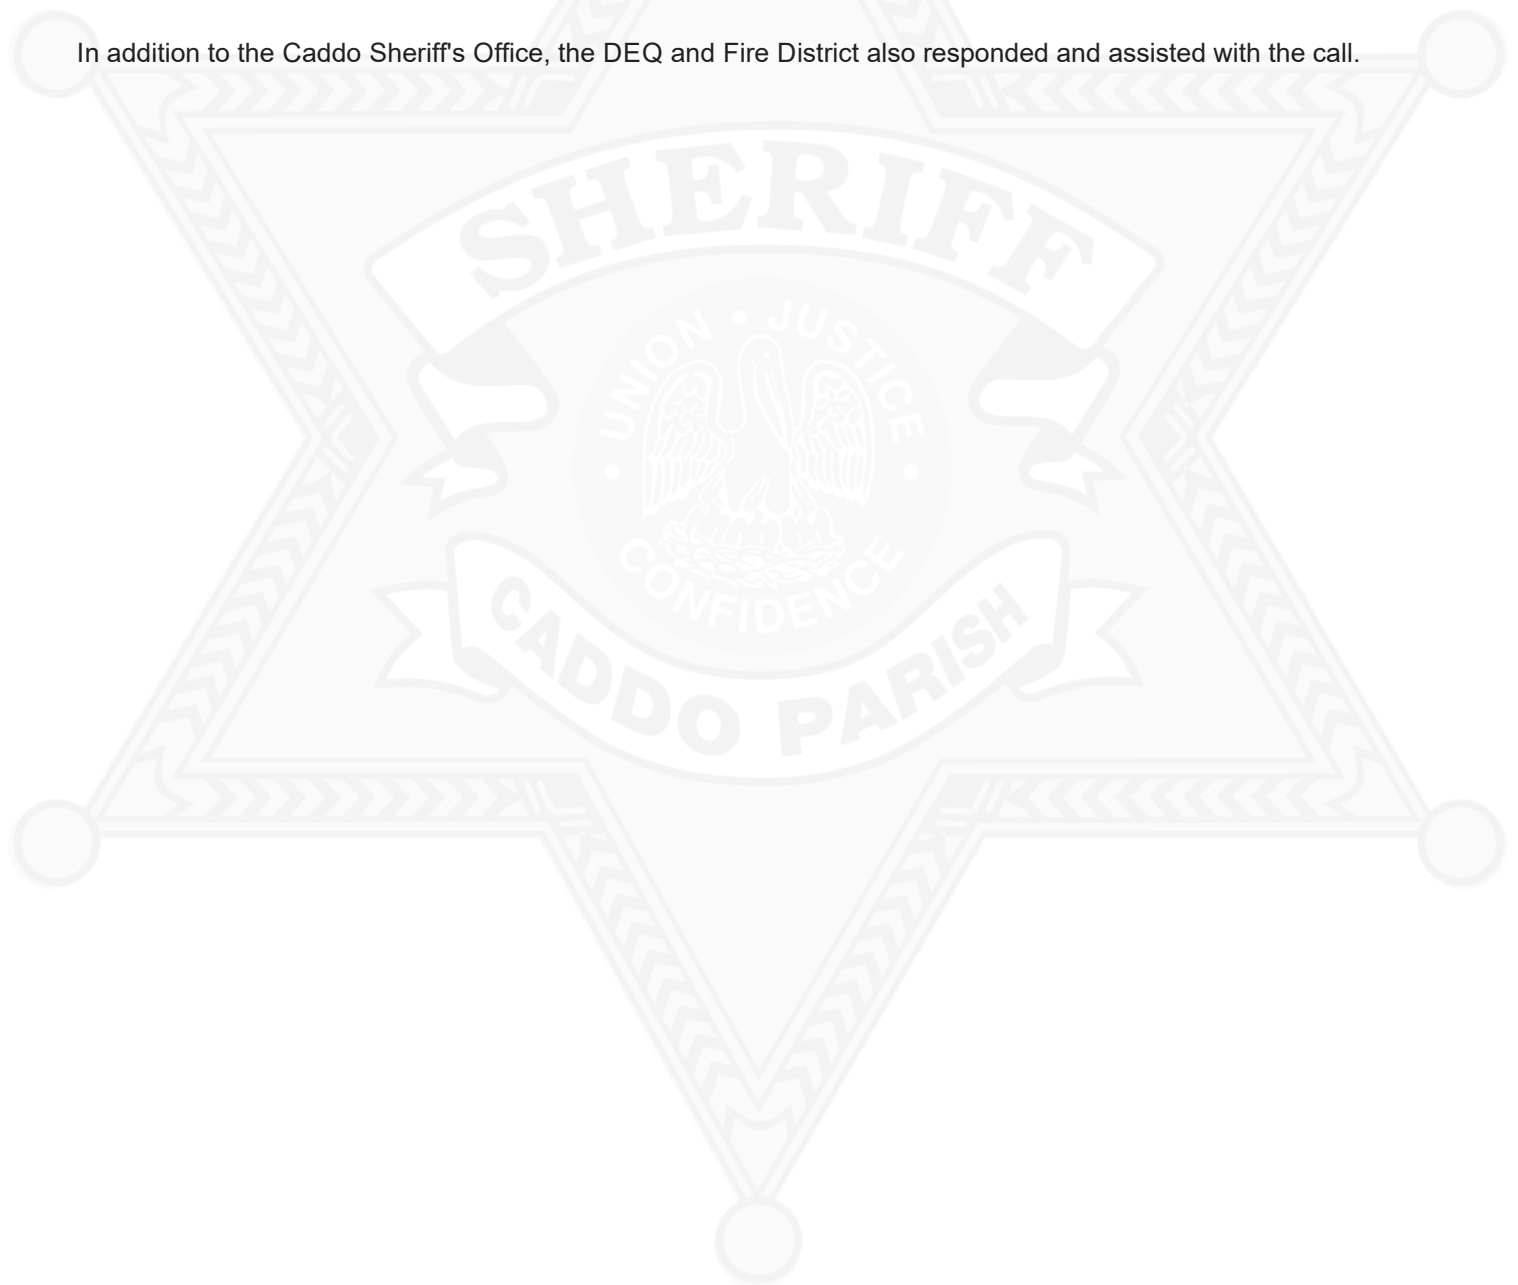 In addition to the Caddo Sheriff's Office, the DEQ and Fire District also responded and assisted with the call.
SHERIFF
UNION • JUSTICE
• CONFIDENCE •
CADDO PARISH